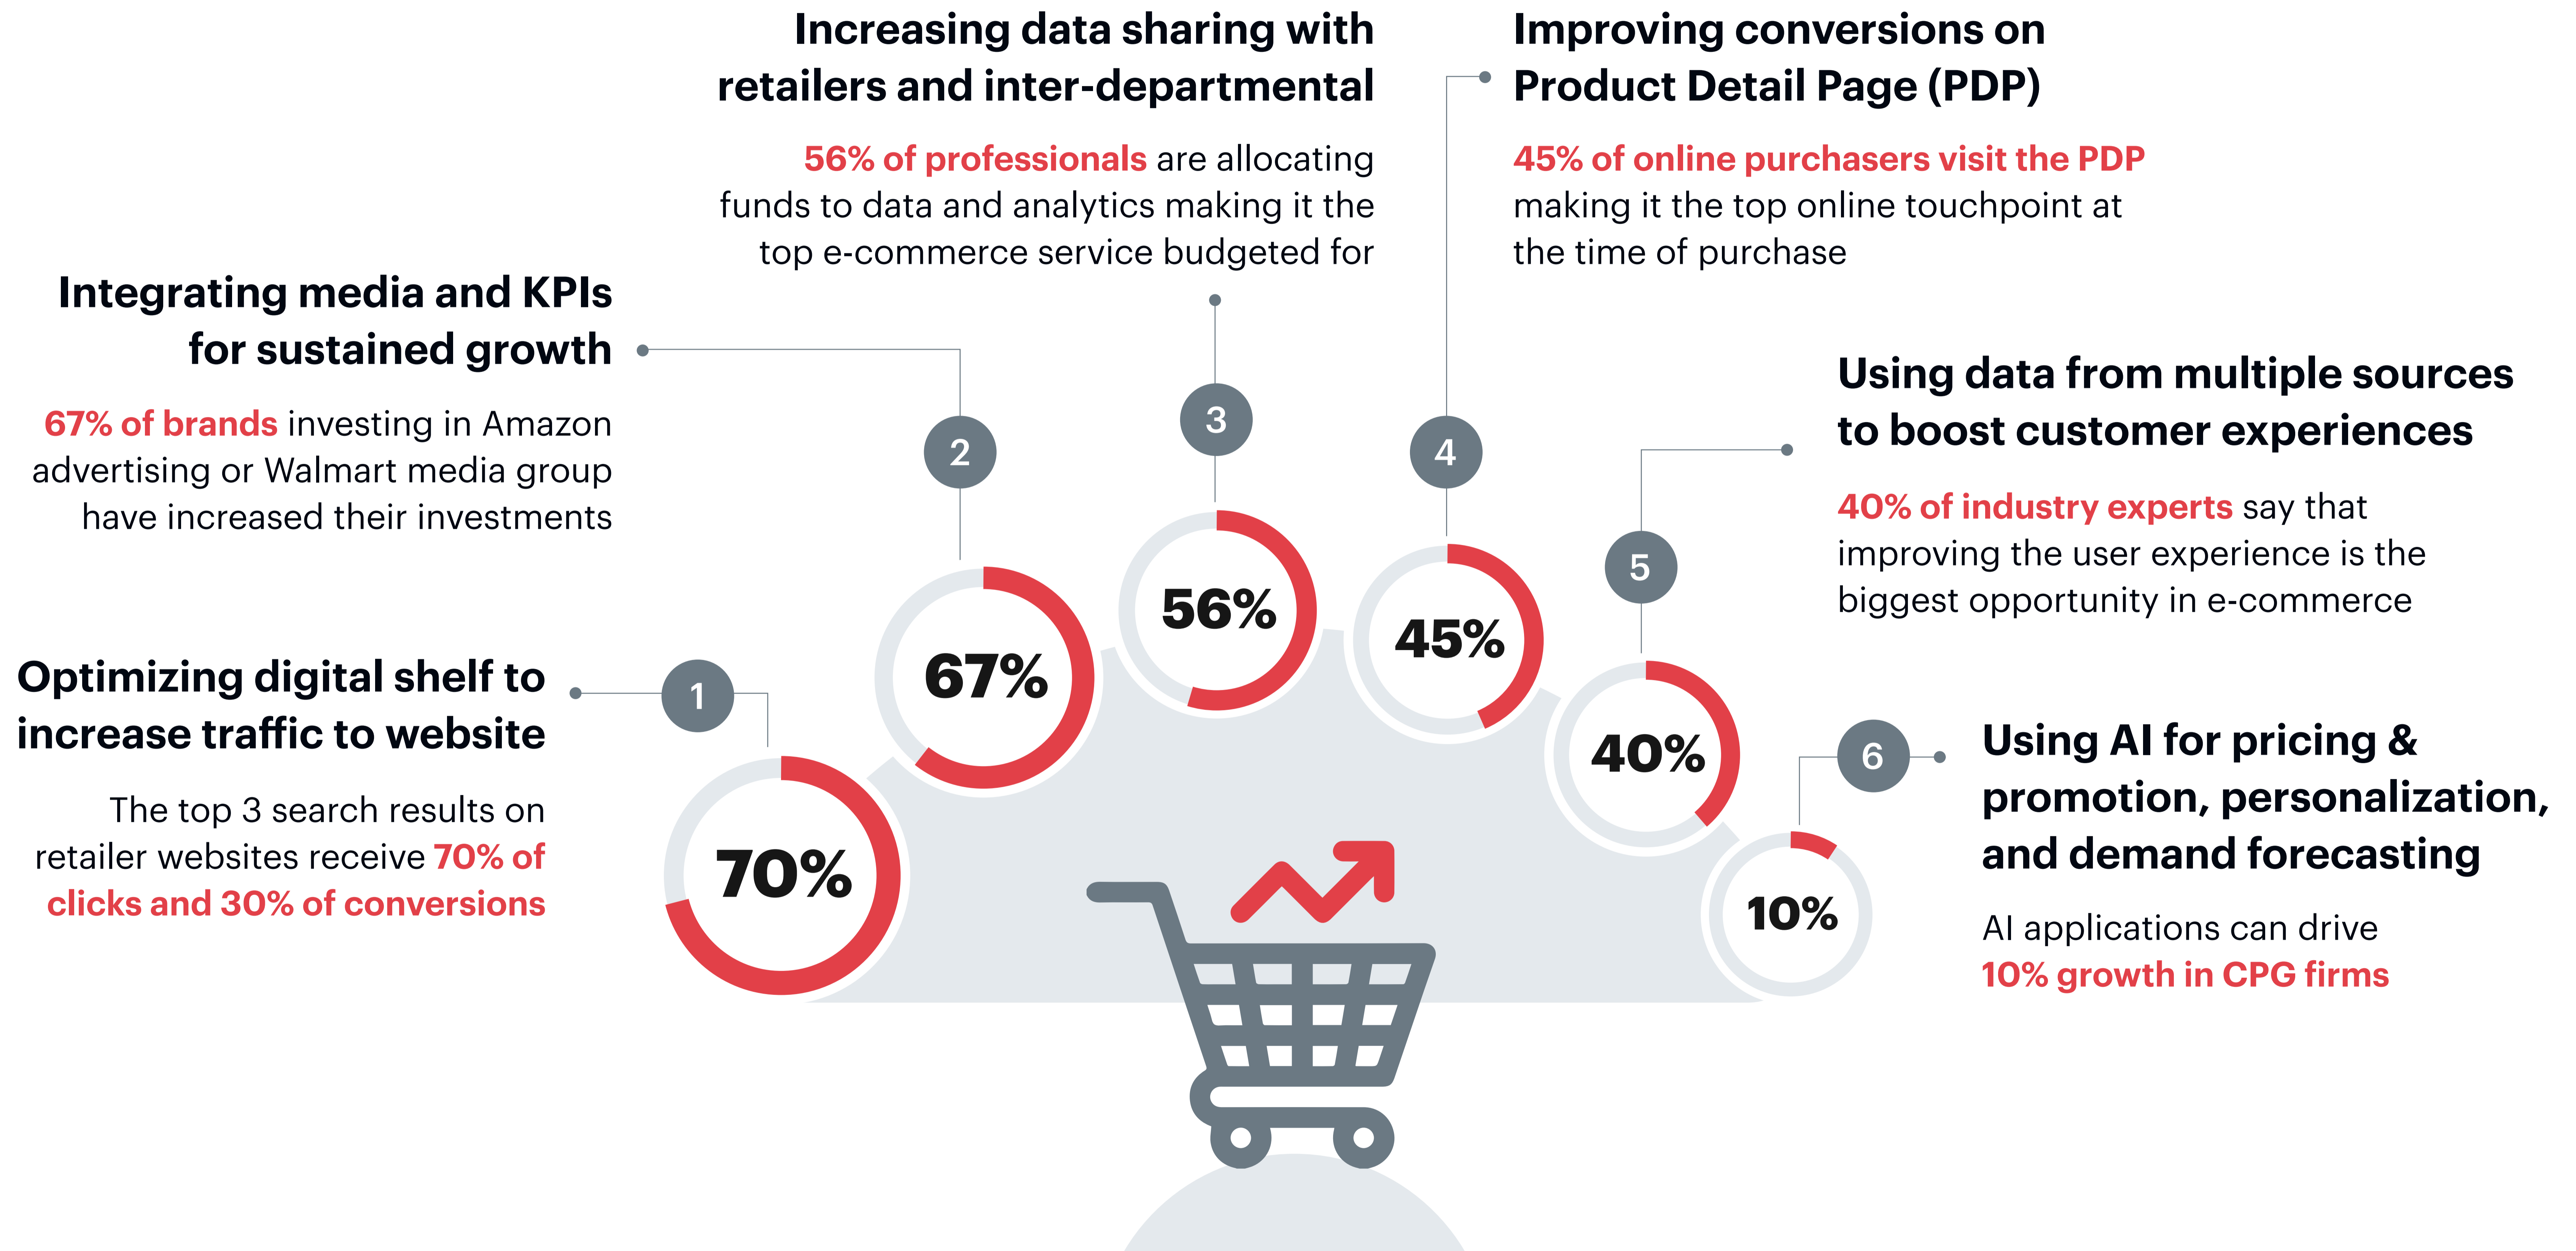 Optimizing digital shelf to
increase traffic to website
The top 3 search results on
retailer websites receive 70% of
clicks and 30% of conversions
1
70%
Integrating media and KPIs
for sustained growth
67% of brands investing in Amazon
advertising or Walmart media group
have increased their investments
2
67%
Increasing data sharing with
retailers and inter-departmental
56% of professionals are allocating
funds to data and analytics making it the
top e-commerce service budgeted for
3
56%
Improving conversions on
Product Detail Page (PDP)
45% of online purchasers visit the PDP
making it the top online touchpoint at
the time of purchase
4
45%
Using data from multiple sources
to boost customer experiences
40% of industry experts say that
improving the user experience is the
biggest opportunity in e-commerce
5
40%
Using AI for pricing &
promotion, personalization,
and demand forecasting
AI applications can drive
10% growth in CPG firms
6
10%